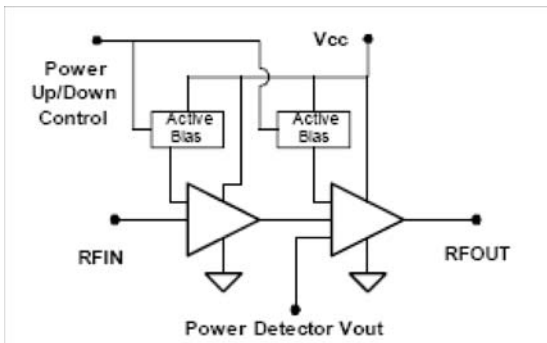 Vcc
Power
Up/Down
Control
Active
Bias
Active
Bias
RFIN
RFOUT
Power Detector Vout